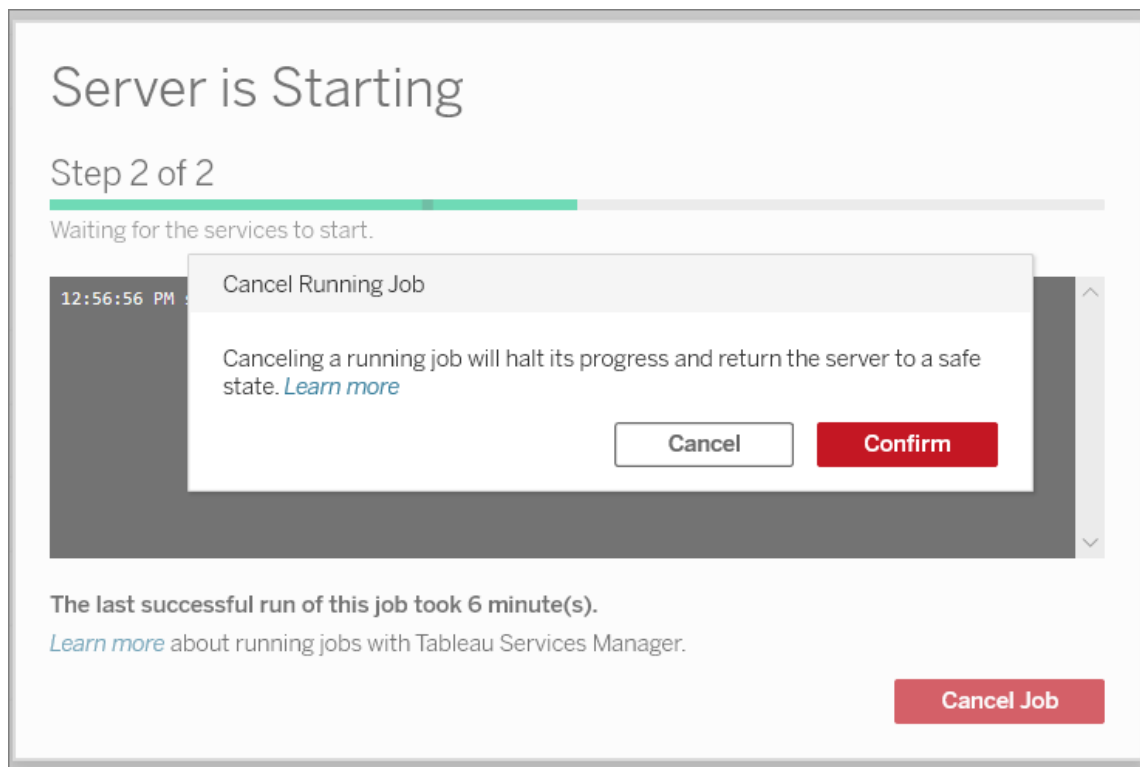 Server is Starting
Step 2 of 2
Waiting for the services to start.
12:56:56 PM
Cancel Running Job
Canceling a running job will halt its progress and return the server to a safe
state. Learn more
Cancel
Confirm
The last successful run of this job took 6 minute(s).
Learn more about running jobs with Tableau Services Manager.
Cancel Job